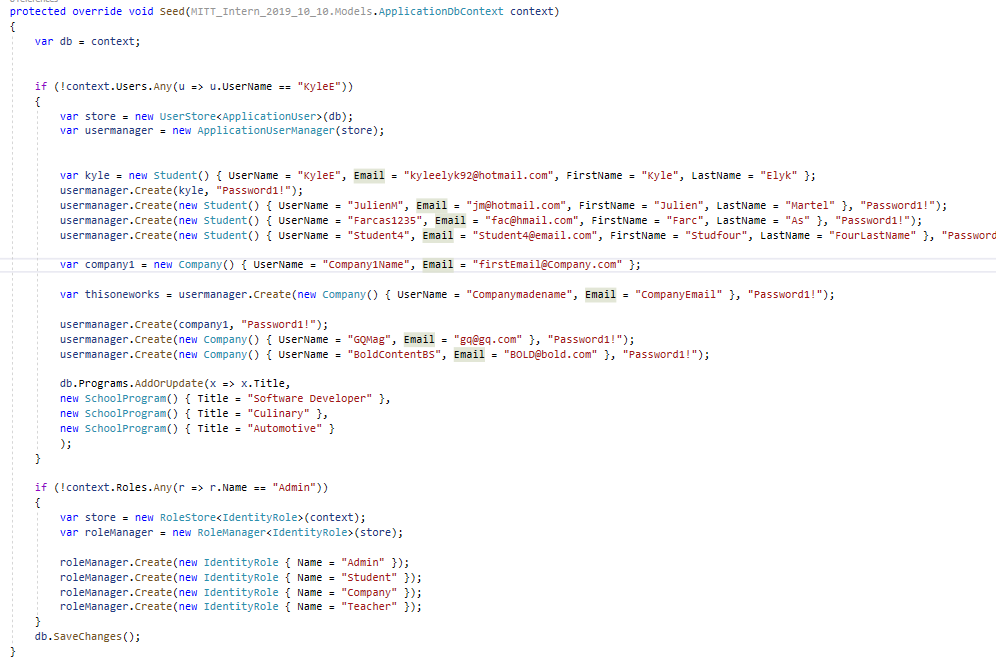 protected override void Seed(MITT_Intern_2019_10_10.Models.ApplicationDbContext context)
{
var db = context;
if (!context.Users.Any(u => u.UserName == "KyleE"))
{
var store = new UserStore<ApplicationUser>(db);
var usermanager = new ApplicationUserManager(store);
var kyle = new Student() { UserName = "KyleE", Email = "kyleelyk92@hotmail.com", FirstName = "Kyle", LastName = "Elyk" };
usermanager.Create(kyle, "Password1!");
usermanager.Create(new Student() { UserName = "JulienM", Email = "jm@hotmail.com", FirstName = "Julien", LastName = "Martel" }, "Password1!");
usermanager.Create(new Student() { UserName = "Farcas1235", Email = "fac@hmail.com", FirstName = "Farc", LastName = "As" }, "Password1!");
usermanager.Create(new Student() { UserName = "Student4", Email = "Student4@email.com", FirstName = "Studfour", LastName = "FourLastName" }, "Password
var company1 = new Company() { UserName = "Company1Name", Email = "firstEmail@Company.com" };
var thisoneworks = usermanager.Create(new Company() { UserName = "Companymadename", Email = "CompanyEmail" }, "Password1!");
usermanager.Create(company1, "Password1!");
usermanager.Create(new Company() { UserName = "GQMag", Email = "gq@gq.com" }, "Password1!");
usermanager.Create(new Company() { UserName = "BoldContentBS", Email = "BOLD@bold.com" }, "Password1!");
db.Programs.AddOrUpdate(x => x.Title,
new SchoolProgram() { Title = "Software Developer" },
new SchoolProgram() { Title = "Culinary" },
new SchoolProgram() { Title = "Automotive" }
);
}
if (!context.Roles.Any(r => r.Name == "Admin"))
{
var store = new RoleStore<IdentityRole>(context);
var roleManager = new RoleManager<IdentityRole>(store);
roleManager.Create(new IdentityRole { Name = "Admin" });
roleManager.Create(new IdentityRole { Name = "Student" });
roleManager.Create(new IdentityRole { Name = "Company" });
roleManager.Create(new IdentityRole { Name = "Teacher" });
}
db.SaveChanges();
}